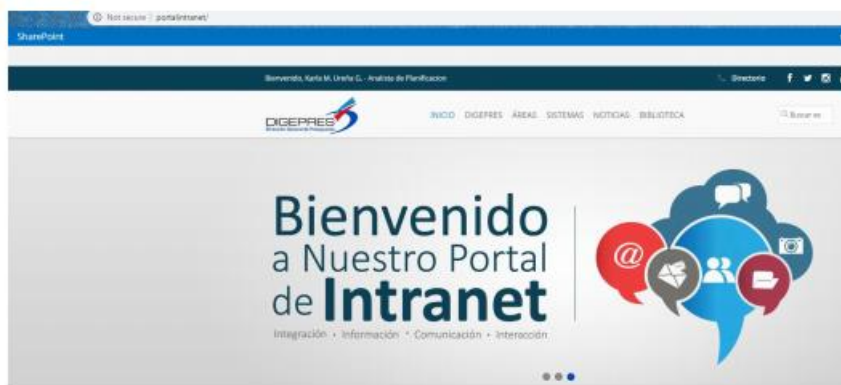 Not secure | portalintranet/
SharePoint
Bienvenido, Karla M. Ureña G. - Analista de Planificacion
Directorio
DIGEPRES
INICIO DIGEPRES ÁREAS SISTEMAS NOTICIAS BIBLIOTECA
Buscar en
Bienvenido
a Nuestro Portal
de Intranet
Integración • Información • Comunicación • Interacción